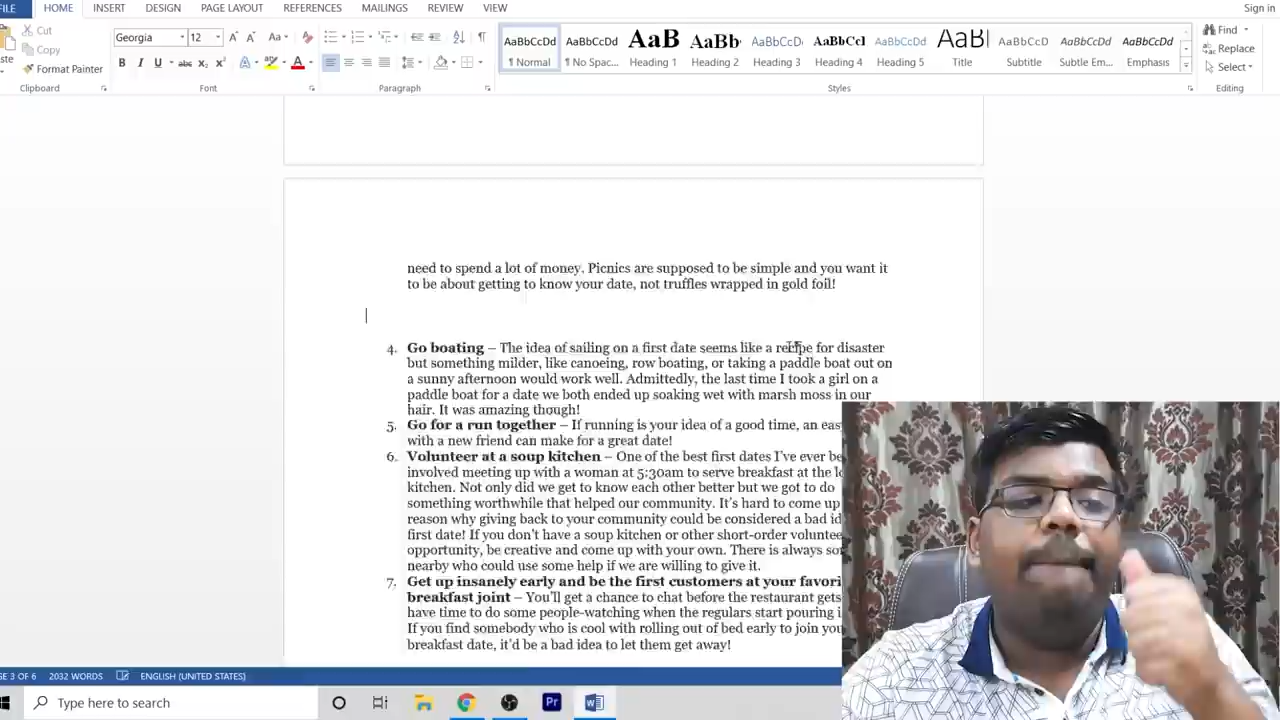 FILE HOME INSERT DESIGN PAGE LAYOUT REFERENCES MAILINGS REVIEW VIEW Sign in
Cut
Copy
Format Painter
Georgia 12 Aa
B I U abc X2 X2 A A
AaBbCcDd AaBbCcDd AaB AaBb AaBbCcD AaBbCcI AaBbCcD AaBl AaBbCcD AaBbCcDd AaBbCcDd
¶ Normal ¶ No Spac... Heading 1 Heading 2 Heading 3 Heading 4 Heading 5 Title Subtitle Subtle Em... Emphasis
Find
Replace
Select
Clipboard Font Paragraph Styles Editing
need to spend a lot of money. Picnics are supposed to be simple and you want it
to be about getting to know your date, not truffles wrapped in gold foil!
4. Go boating – The idea of sailing on a first date seems like a recipe for disaster
but something milder, like canoeing, row boating, or taking a paddle boat out on
a sunny afternoon would work well. Admittedly, the last time I took a girl on a
paddle boat for a date we both ended up soaking wet with marsh moss in our
hair. It was amazing though!
5. Go for a run together – If running is your idea of a good time, an eas
with a new friend can make for a great date!
6. Volunteer at a soup kitchen – One of the best first dates I've ever be
involved meeting up with a woman at 5:30am to serve breakfast at the lo
kitchen. Not only did we get to know each other better but we got to do
something worthwhile that helped our community. It's hard to come up
reason why giving back to your community could be considered a bad id
first date! If you don't have a soup kitchen or other short-order voluntee
opportunity, be creative and come up with your own. There is always so
nearby who could use some help if we are willing to give it.
7. Get up insanely early and be the first customers at your favori
breakfast joint – You'll get a chance to chat before the restaurant gets
have time to do some people-watching when the regulars start pouring i
If you find somebody who is cool with rolling out of bed early to join you
breakfast date, it'd be a bad idea to let them get away!
GE 3 OF 6 2032 WORDS ENGLISH (UNITED STATES)
Type here to search
Pr